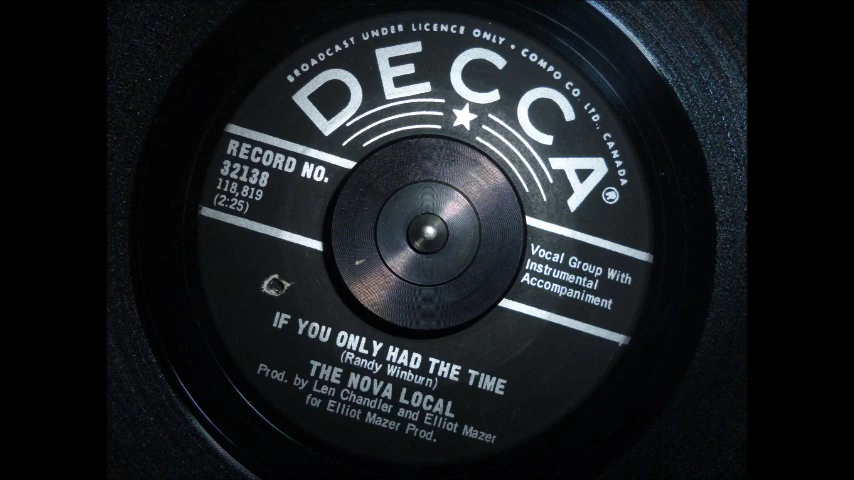 BROADCAST UNDER LICENCE ONLY • COMPO CO. LTD., CANADA
DECCA®
RECORD NO.
32138
118,819
(2:25)
Vocal Group With
Instrumental
Accompaniment
IF YOU ONLY HAD THE TIME
(Randy Winburn)
THE NOVA LOCAL
Prod. by Len Chandler and Elliot Mazer
for Elliot Mazer Prod.